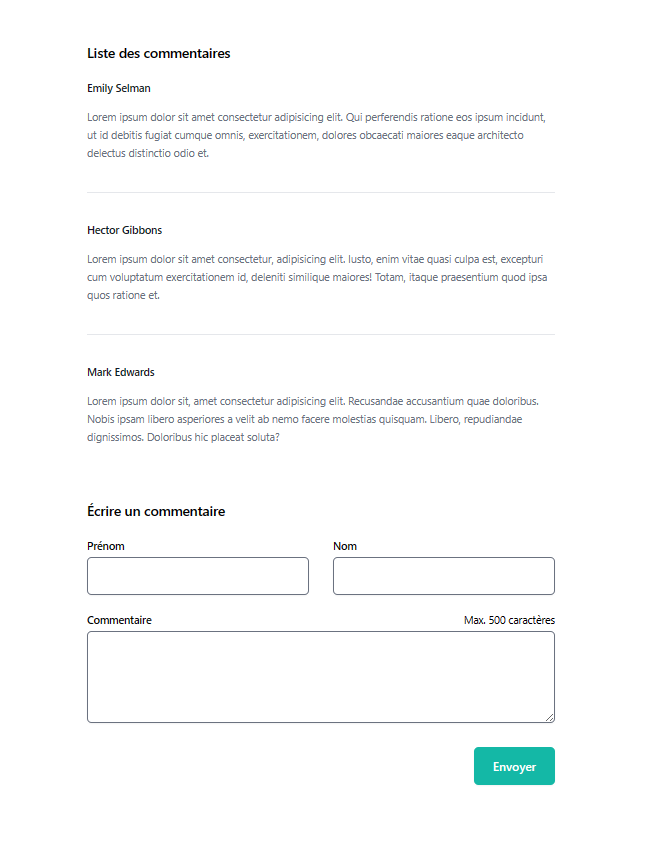 Liste des commentaires
Emily Selman
Lorem ipsum dolor sit amet consectetur adipisicing elit. Qui perferendis ratione eos ipsum incidunt,
ut id debitis fugiat cumque omnis, exercitationem, dolores obcaecati maiores eaque architecto
delectus distinctio odio et.
Hector Gibbons
Lorem ipsum dolor sit amet consectetur, adipisicing elit. Iusto, enim vitae quasi culpa est, excepturi
cum voluptatum exercitationem id, deleniti similique maiores! Totam, itaque praesentium quod ipsa
quos ratione et.
Mark Edwards
Lorem ipsum dolor sit, amet consectetur adipisicing elit. Recusandae accusantium quae doloribus.
Nobis ipsam libero asperiores a velit ab nemo facere molestias quisquam. Libero, repudiandae
dignissimos. Doloribus hic placeat soluta?
Écrire un commentaire
Prénom
Nom
Commentaire
Max. 500 caractères
Envoyer